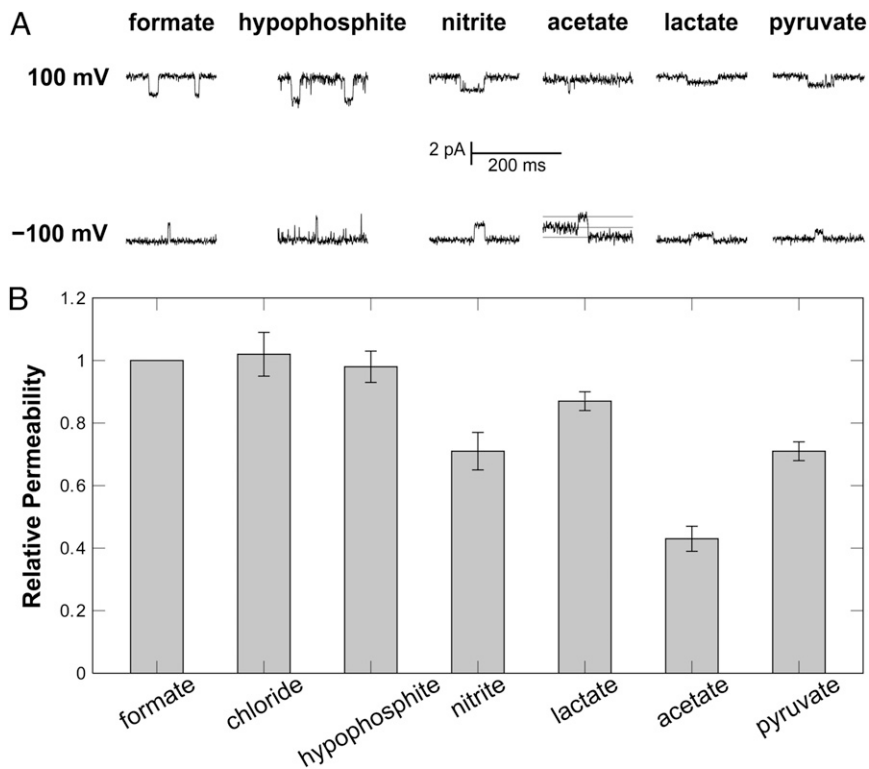 A
formate hypophosphite nitrite acetate lactate pyruvate
100 mV
2 pA
200 ms
−100 mV
B
1.2
1
0.8
0.6
0.4
0.2
0
Relative Permeability
formate
chloride
hypophosphite
nitrite
lactate
acetate
pyruvate